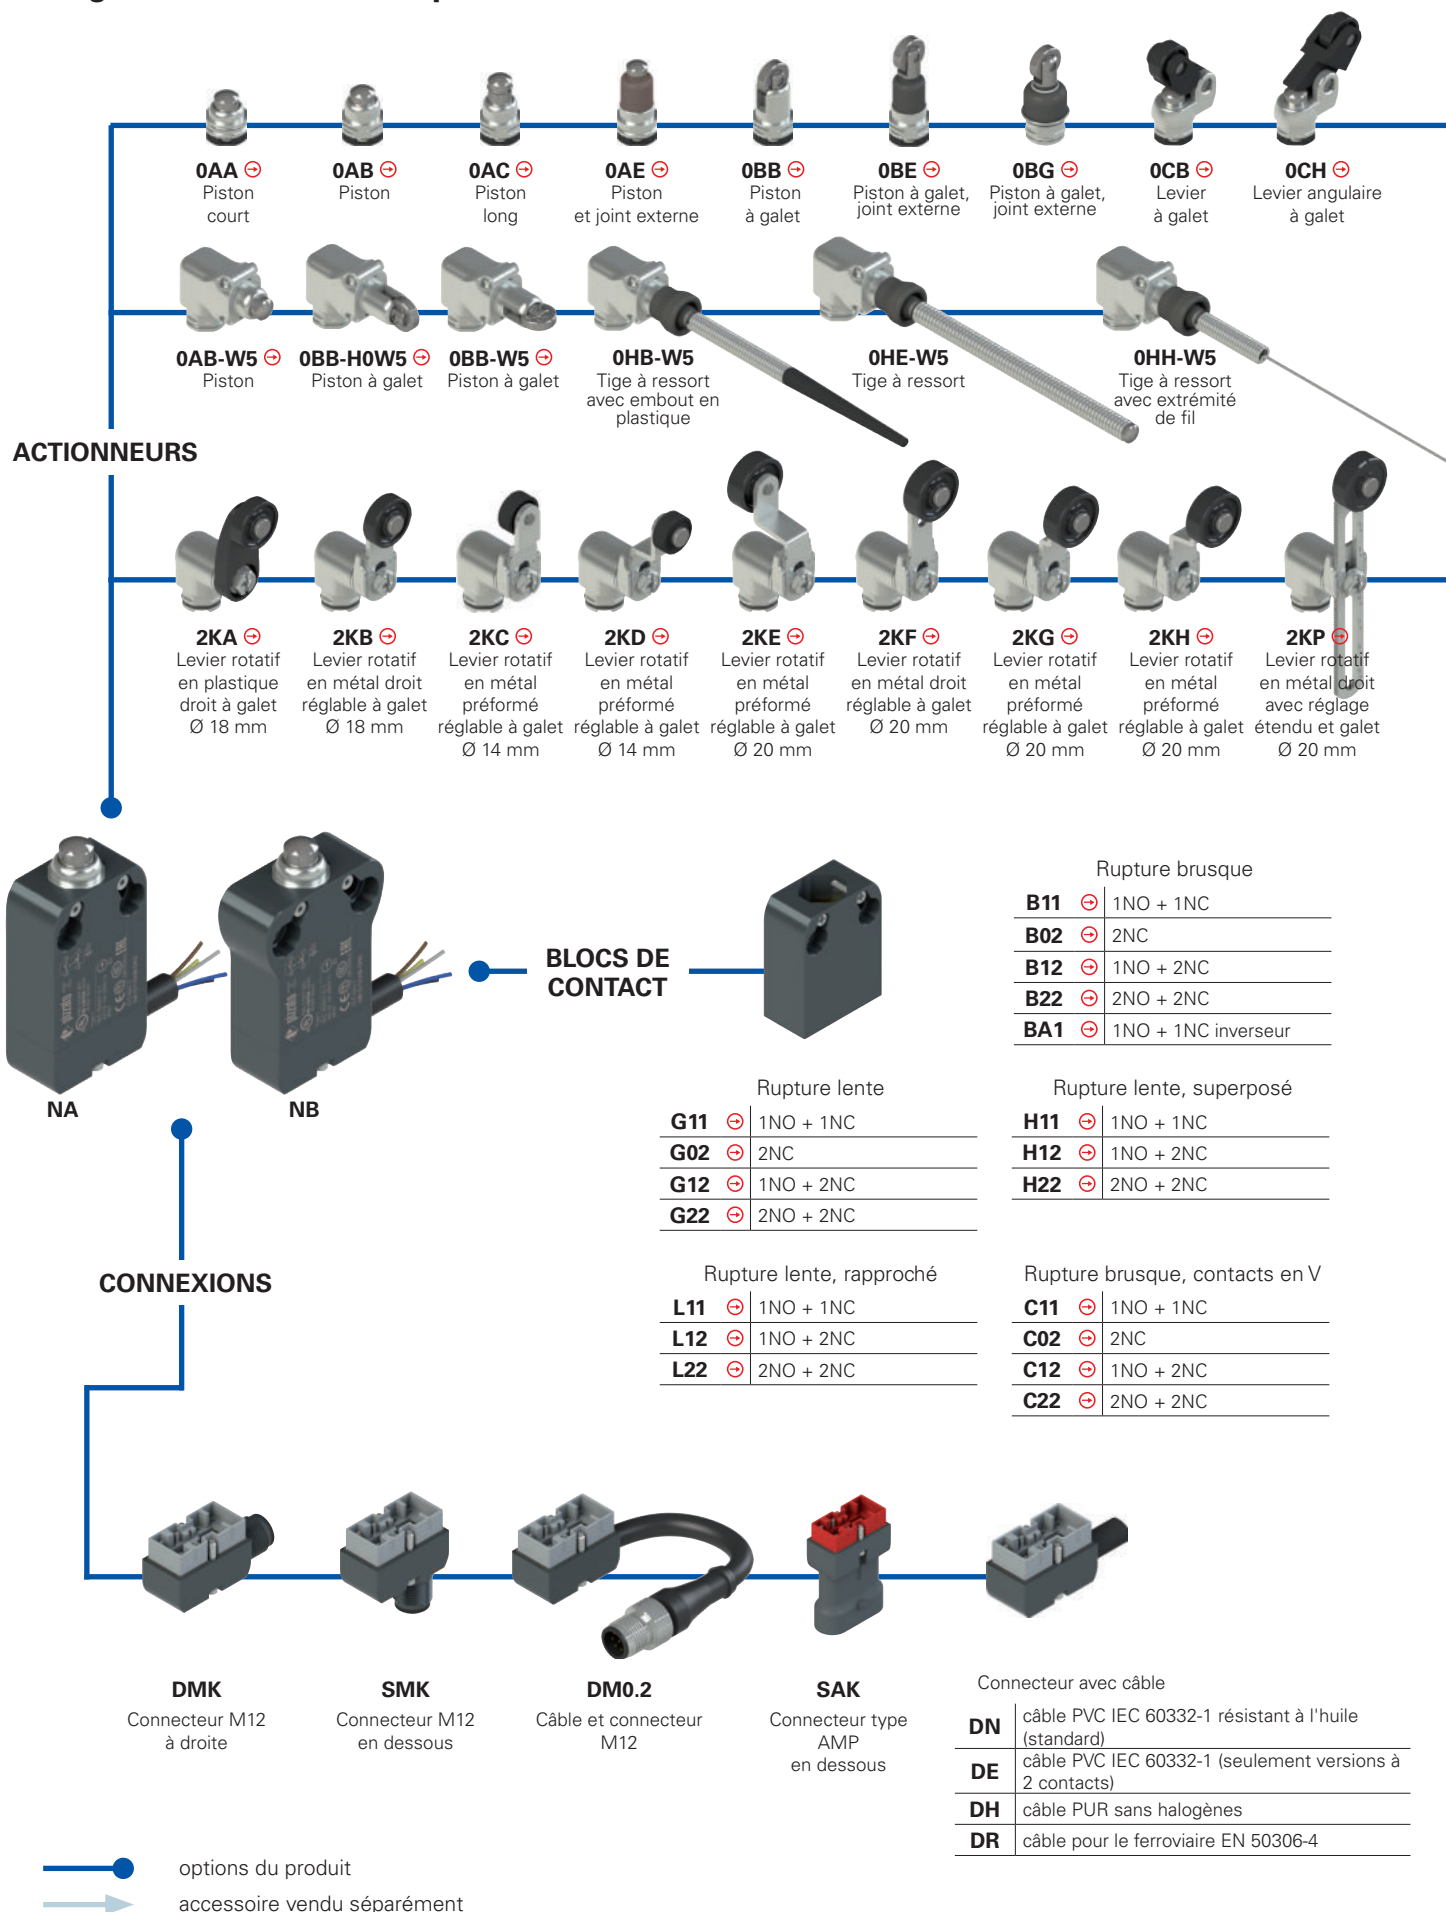 0AA
Piston
court
0AB
Piston
0AC
Piston
long
0AE
Piston
et joint externe
0BB
Piston
à galet
0BE
Piston à galet,
joint externe
0BG
Piston à galet,
joint externe
0CB
Levier
à galet
0CH
Levier angulaire
à galet
0AB-W5
Piston
0BB-H0W5
Piston à galet
0BB-W5
Piston à galet
0HB-W5
Tige à ressort
avec embout en
plastique
0HE-W5
Tige à ressort
0HH-W5
Tige à ressort
avec extrémité
de fil
ACTIONNEURS
2KA
Levier rotatif
en plastique
droit à galet
Ø 18 mm
2KB
Levier rotatif
en métal droit
réglable à galet
Ø 18 mm
2KC
Levier rotatif
en métal
préformé
réglable à galet
Ø 14 mm
2KD
Levier rotatif
en métal
préformé
réglable à galet
Ø 14 mm
2KE
Levier rotatif
en métal
préformé
réglable à galet
Ø 20 mm
2KF
Levier rotatif
en métal droit
réglable à galet
Ø 20 mm
2KG
Levier rotatif
en métal
préformé
réglable à galet
Ø 20 mm
2KH
Levier rotatif
en métal
préformé
réglable à galet
Ø 20 mm
2KP
Levier rotatif
en métal droit
avec réglage
étendu et galet
Ø 20 mm
NA
NB
BLOCS DE
CONTACT
Rupture brusque
B11 1NO + 1NC
B02 2NC
B12 1NO + 2NC
B22 2NO + 2NC
BA1 1NO + 1NC inverseur
Rupture lente
G11 1NO + 1NC
G02 2NC
G12 1NO + 2NC
G22 2NO + 2NC
Rupture lente, superposé
H11 1NO + 1NC
H12 1NO + 2NC
H22 2NO + 2NC
Rupture lente, rapproché
L11 1NO + 1NC
L12 1NO + 2NC
L22 2NO + 2NC
Rupture brusque, contacts en V
C11 1NO + 1NC
C02 2NC
C12 1NO + 2NC
C22 2NO + 2NC
CONNEXIONS
DMK
Connecteur M12
à droite
SMK
Connecteur M12
en dessous
DM0.2
Câble et connecteur
M12
SAK
Connecteur type
AMP
en dessous
Connecteur avec câble
DN câble PVC IEC 60332-1 résistant à l'huile
(standard)
DE câble PVC IEC 60332-1 (seulement versions à
2 contacts)
DH câble PUR sans halogènes
DR câble pour le ferroviaire EN 50306-4
options du produit
accessoire vendu séparément